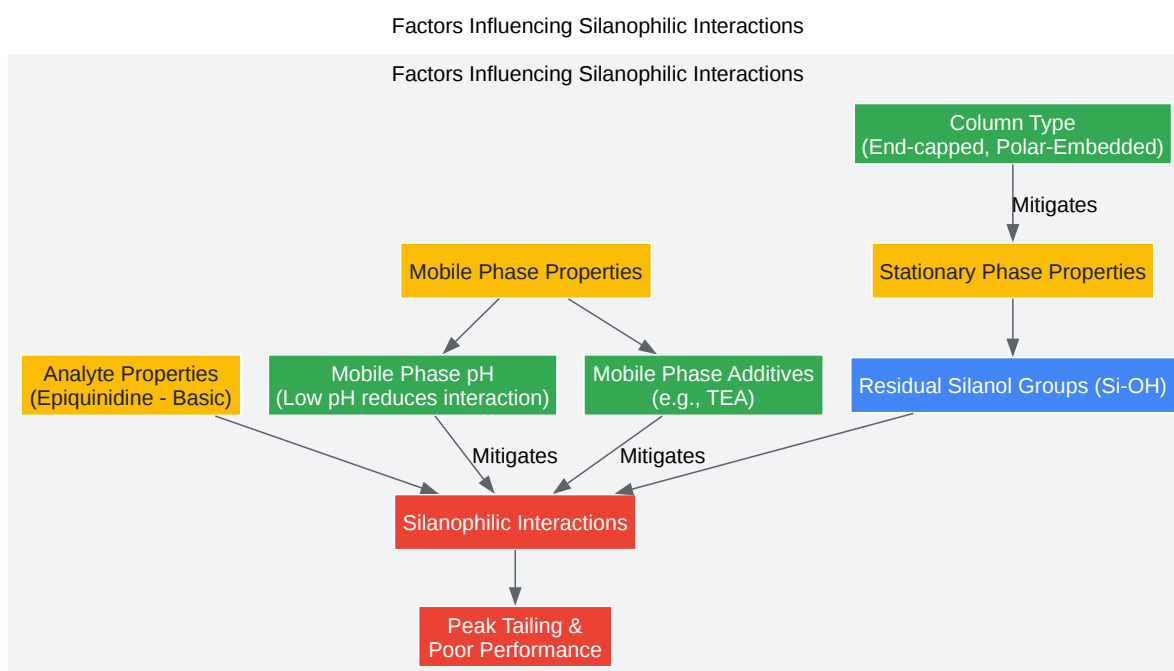 Factors Influencing Silanophilic Interactions
Factors Influencing Silanophilic Interactions
Column Type
(End-capped, Polar-Embedded)
Mitigates
Mobile Phase Properties
Stationary Phase Properties
Analyte Properties
(Epiquinidine - Basic)
Mobile Phase pH
(Low pH reduces interaction)
Mobile Phase Additives
(e.g., TEA)
Residual Silanol Groups (Si-OH)
Mitigates
Mitigates
Silanophilic Interactions
Peak Tailing &
Poor Performance